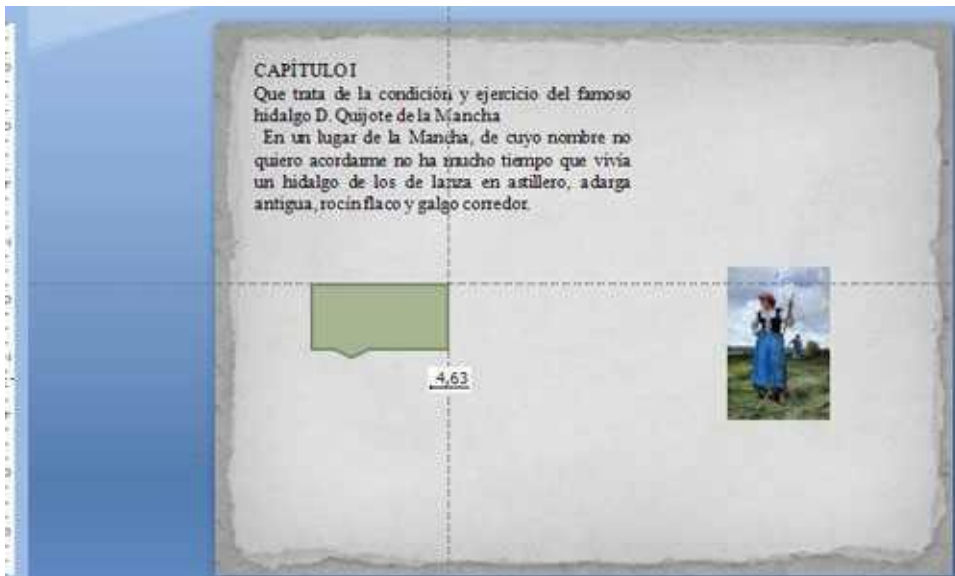 CAPÍTULO I
Que trata de la condición y ejercicio del famoso
hidalgo D. Quijote de la Mancha
En un lugar de la Mancha, de cuyo nombre no
quiero acordarme no ha mucho tiempo que vivía
un hidalgo de los de lanza en astillero, adarga
antigua, rocín flaco y galgo corredor.
4,63